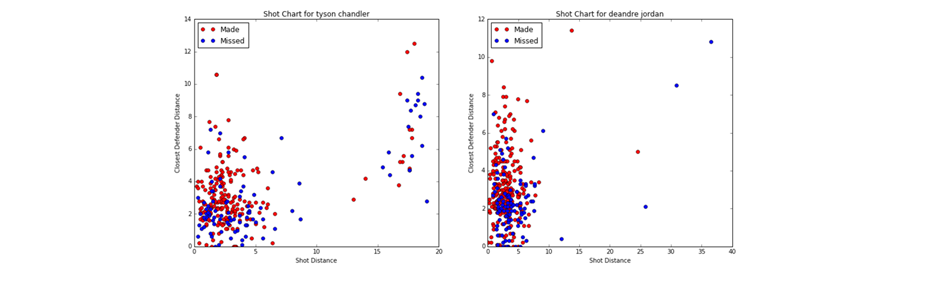 Shot Chart for tyson chandler
14
12
10
8
6
4
2
0
0 5 10 15 20
Closest Defender Distance
Shot Distance
Made
Missed
Shot Chart for deandre jordan
12
10
8
6
4
2
0
0 5 10 15 20 25 30 35 40
Closest Defender Distance
Shot Distance
Made
Missed